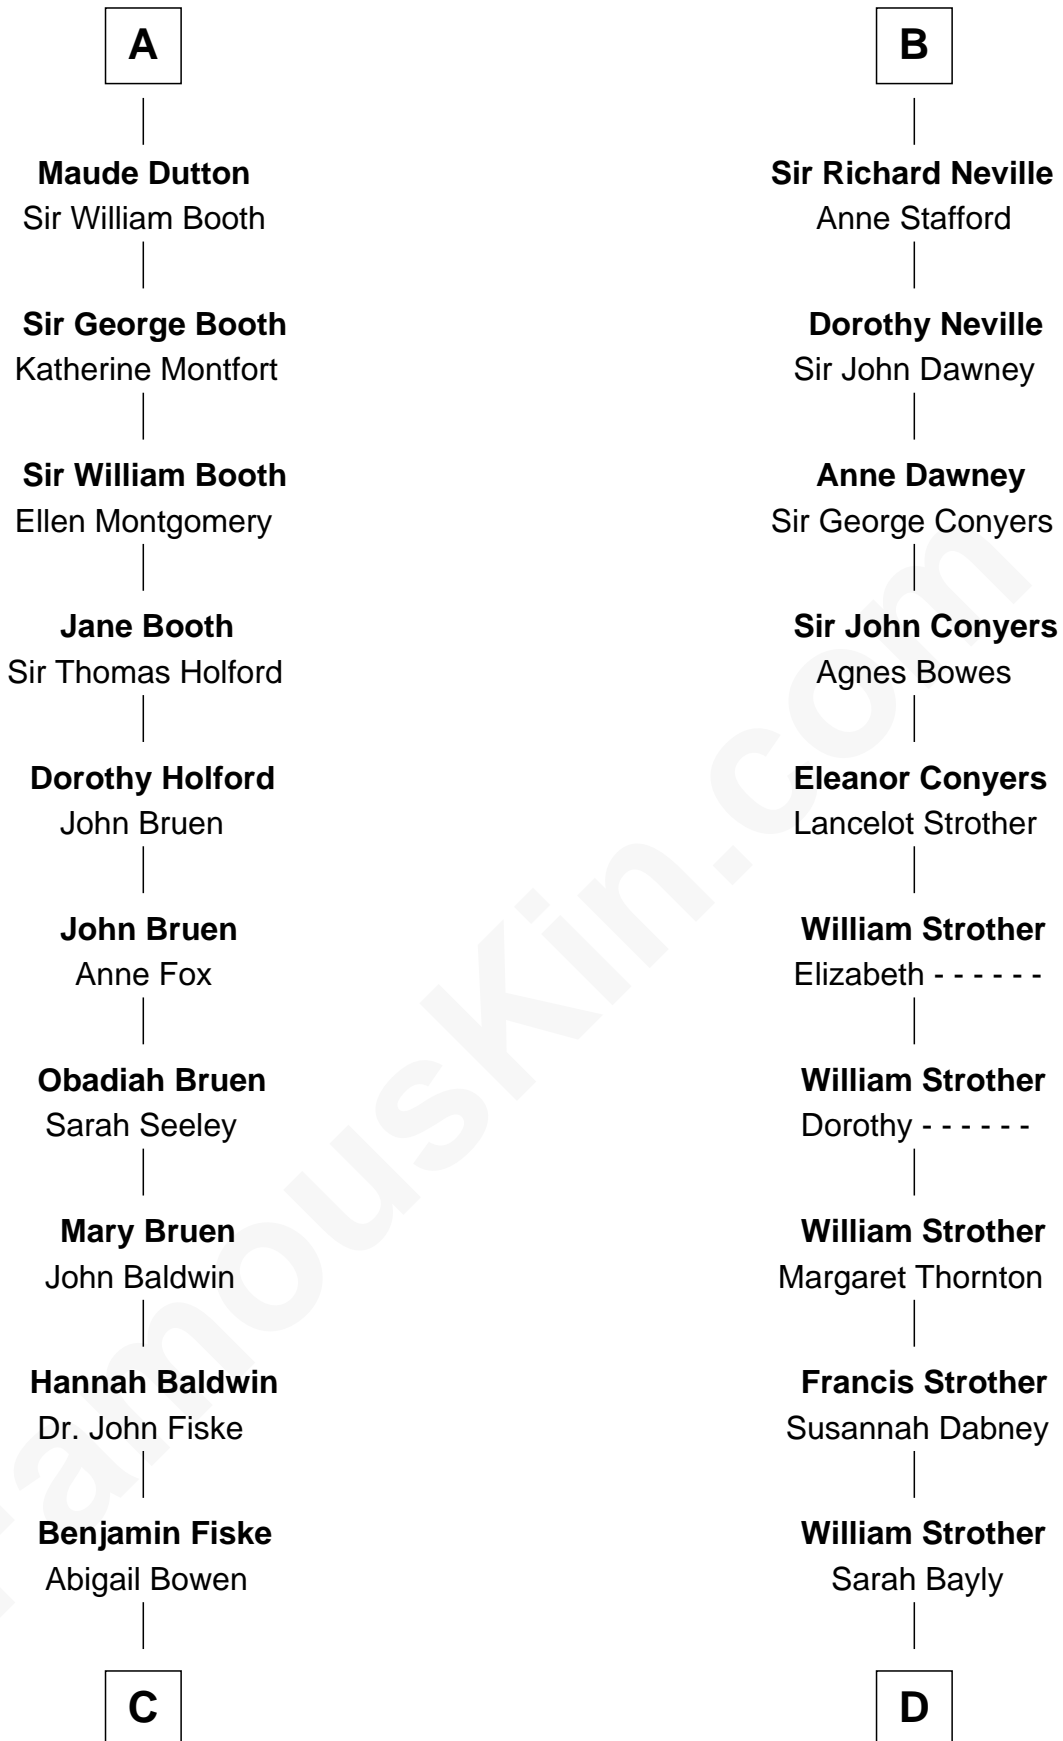 A
Maude Dutton
Sir William Booth
Sir George Booth
Katherine Montfort
Sir William Booth
Ellen Montgomery
Jane Booth
Sir Thomas Holford
Dorothy Holford
John Bruen
John Bruen
Anne Fox
Obadiah Bruen
Sarah Seeley
Mary Bruen
John Baldwin
Hannah Baldwin
Dr. John Fiske
Benjamin Fiske
Abigail Bowen
C
B
Sir Richard Neville
Anne Stafford
Dorothy Neville
Sir John Dawney
Anne Dawney
Sir George Conyers
Sir John Conyers
Agnes Bowes
Eleanor Conyers
Lancelot Strother
William Strother
Elizabeth - - - - - -
William Strother
Dorothy - - - - - -
William Strother
Margaret Thornton
Francis Strother
Susannah Dabney
William Strother
Sarah Bayly
D
FamousKin.com